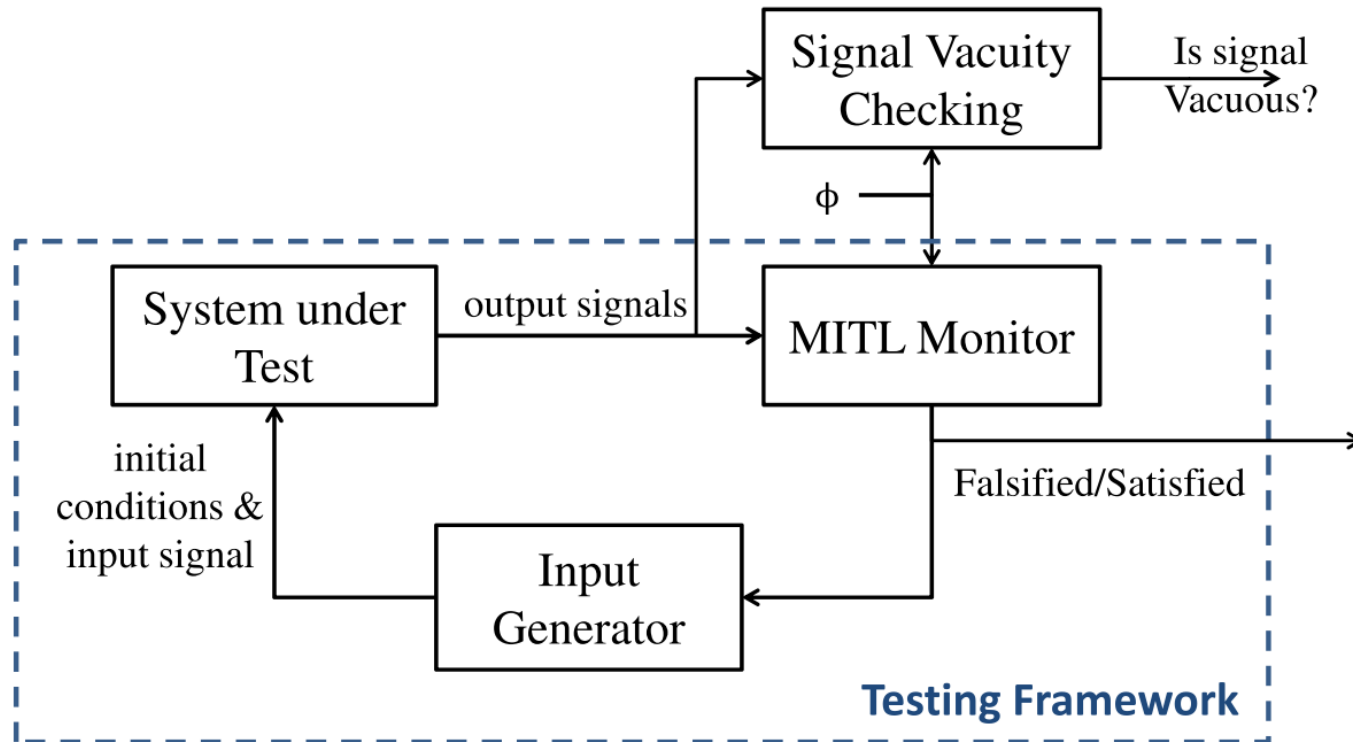 Signal Vacuity
Checking
Is signal
Vacuous?
ϕ
System under
Test
output signals
MITL Monitor
initial
conditions &
input signal
Falsified/Satisfied
Input
Generator
Testing Framework